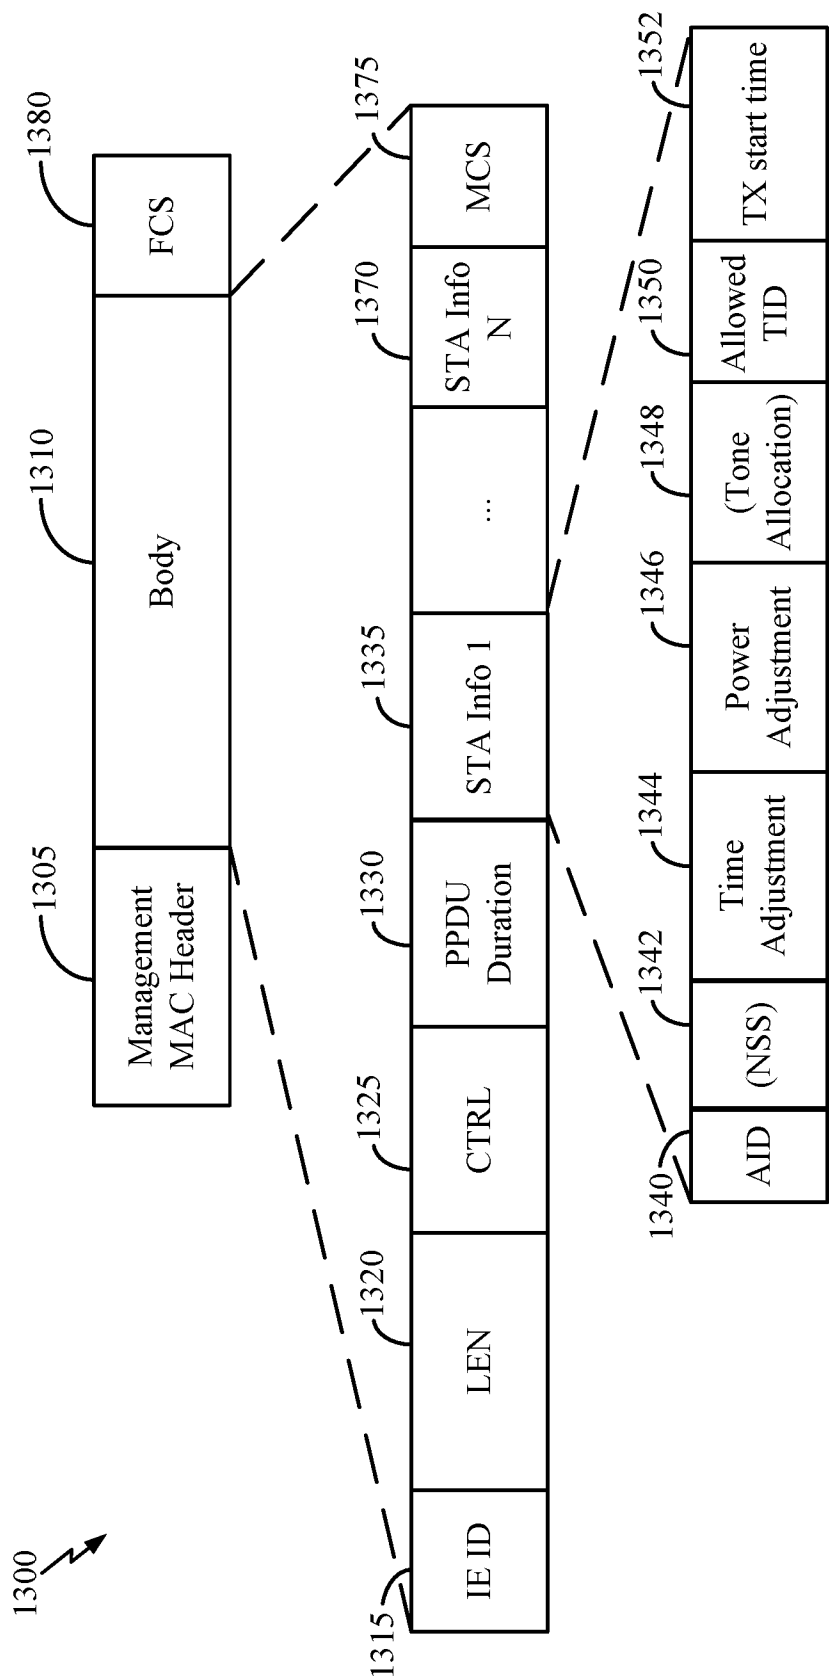 1300
1305
1310
1380
Management
MAC Header
Body
FCS
1315
1320
1325
1330
1335
1370
1375
IE ID
LEN
CTRL
PPDU
Duration
STA Info 1
...
STA Info
N
MCS
1340
1342
1344
1346
1348
1350
1352
AID
(NSS)
Time
Adjustment
Power
Adjustment
(Tone
Allocation)
Allowed
TID
TX start time